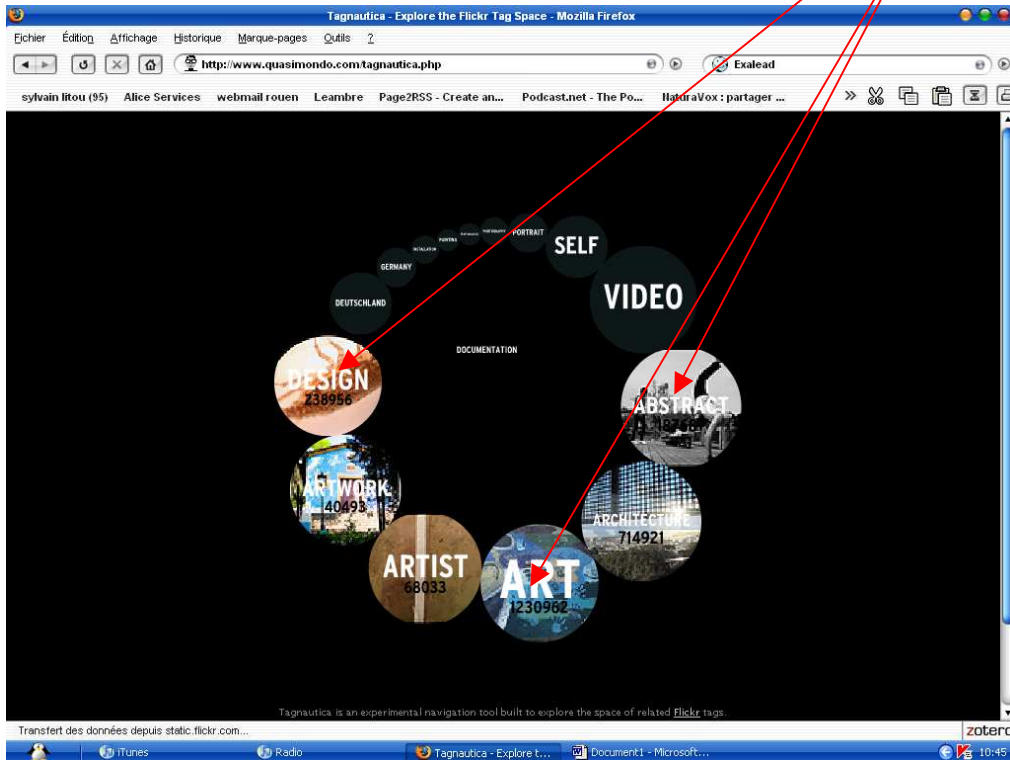 Tagnautica - Explore the Flickr Tag Space - Mozilla Firefox
Fichier Édition Affichage Historique Marque-pages Outils ?
http://www.quasimondo.com/tagnautica.php Exalead
sylvain litou (95) Alice Services webmail rouen Leambre Page2RSS - Create an... Podcast.net - The Po... NaturaVox : partager ... »
PORTRAIT
SELF
PAINTING
INSTALLATION
GERMANY
VIDEO
DEUTSCHLAND
DOCUMENTATION
DESIGN
238956
ABSTRACT
ARTWORK
40493
ARCHITECTURE
714921
ARTIST
68033
ART
1230962
Tagnautica is an experimental navigation tool built to explore the space of related Flickr tags.
Transfert des données depuis static.flickr.com...
zotero
iTunes Radio Tagnautica - Explore t... Document1 - Microsoft... 10:45